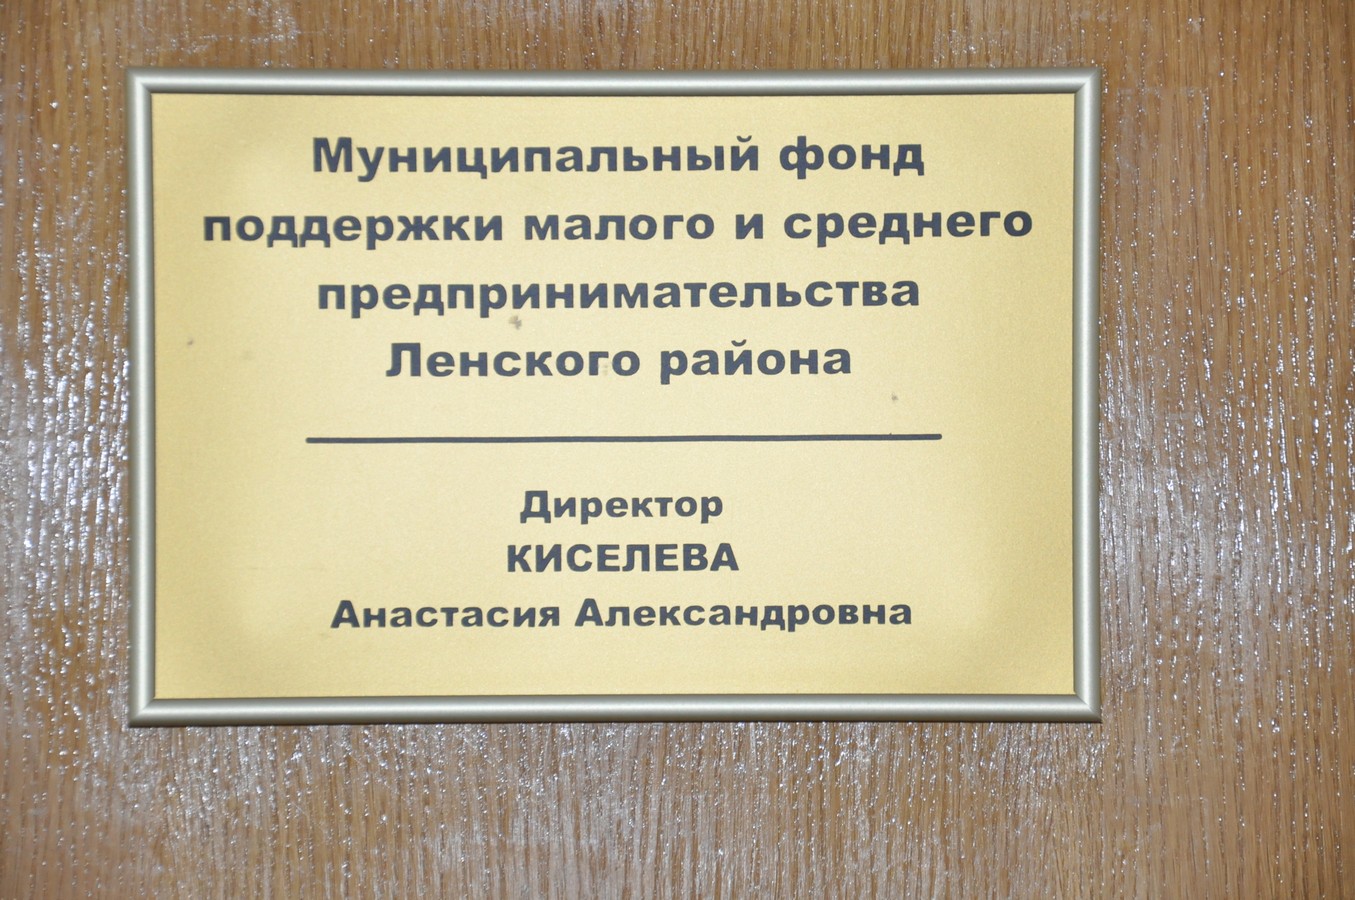 Муниципальный фонд
поддержки малого и среднего
предпринимательства
Ленского района
Директор
КИСЕЛЕВА
Анастасия Александровна